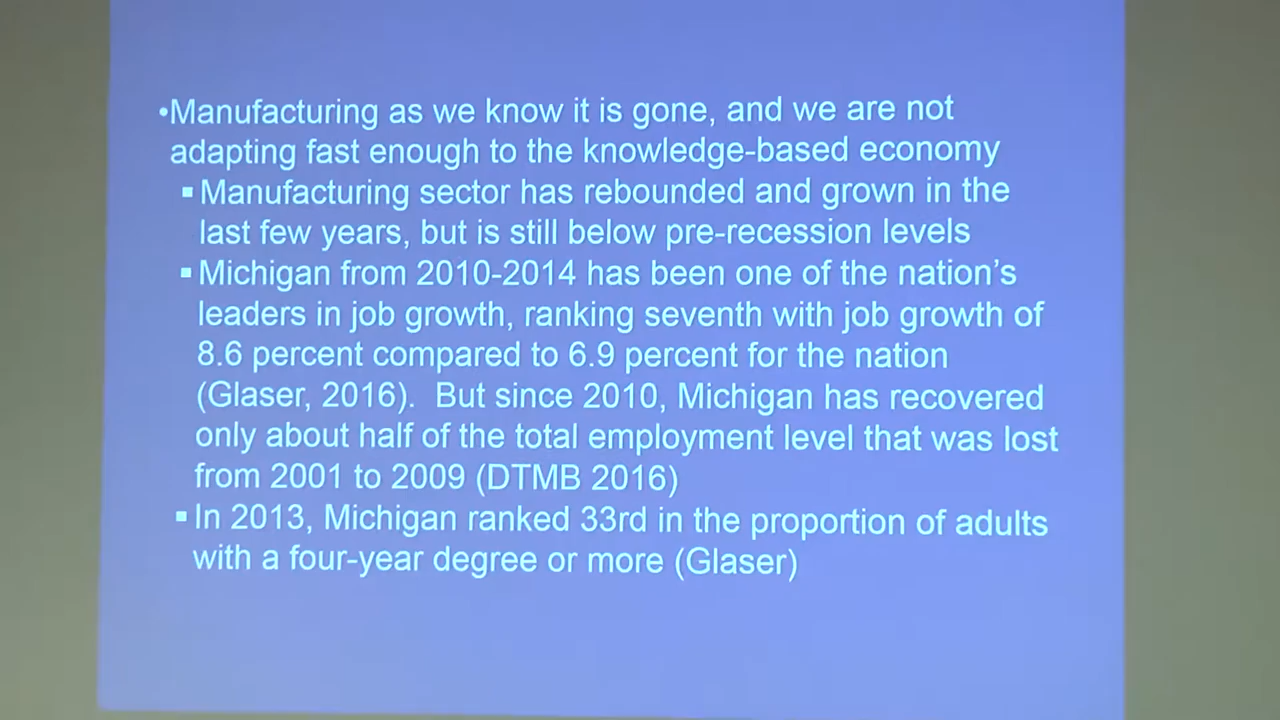 •Manufacturing as we know it is gone, and we are not
adapting fast enough to the knowledge-based economy
▪Manufacturing sector has rebounded and grown in the
last few years, but is still below pre-recession levels
▪Michigan from 2010-2014 has been one of the nation’s
leaders in job growth, ranking seventh with job growth of
8.6 percent compared to 6.9 percent for the nation
(Glaser, 2016).  But since 2010, Michigan has recovered
only about half of the total employment level that was lost
from 2001 to 2009 (DTMB 2016)
▪In 2013, Michigan ranked 33rd in the proportion of adults
with a four-year degree or more (Glaser)